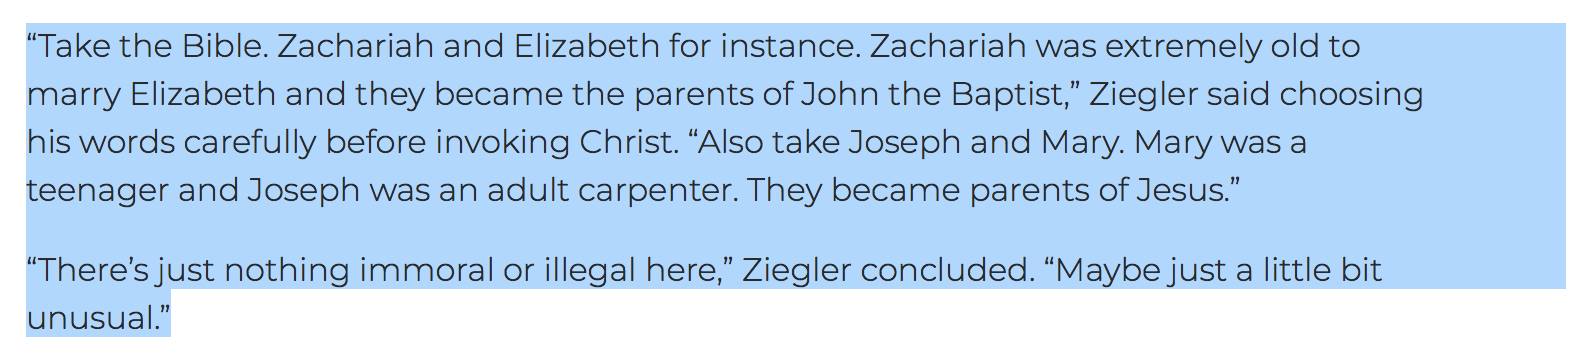 “Take the Bible. Zachariah and Elizabeth for instance. Zachariah was extremely old to
marry Elizabeth and they became the parents of John the Baptist,” Ziegler said choosing
his words carefully before invoking Christ. “Also take Joseph and Mary. Mary was a
teenager and Joseph was an adult carpenter. They became parents of Jesus.”
“There’s just nothing immoral or illegal here,” Ziegler concluded. “Maybe just a little bit
unusual.”